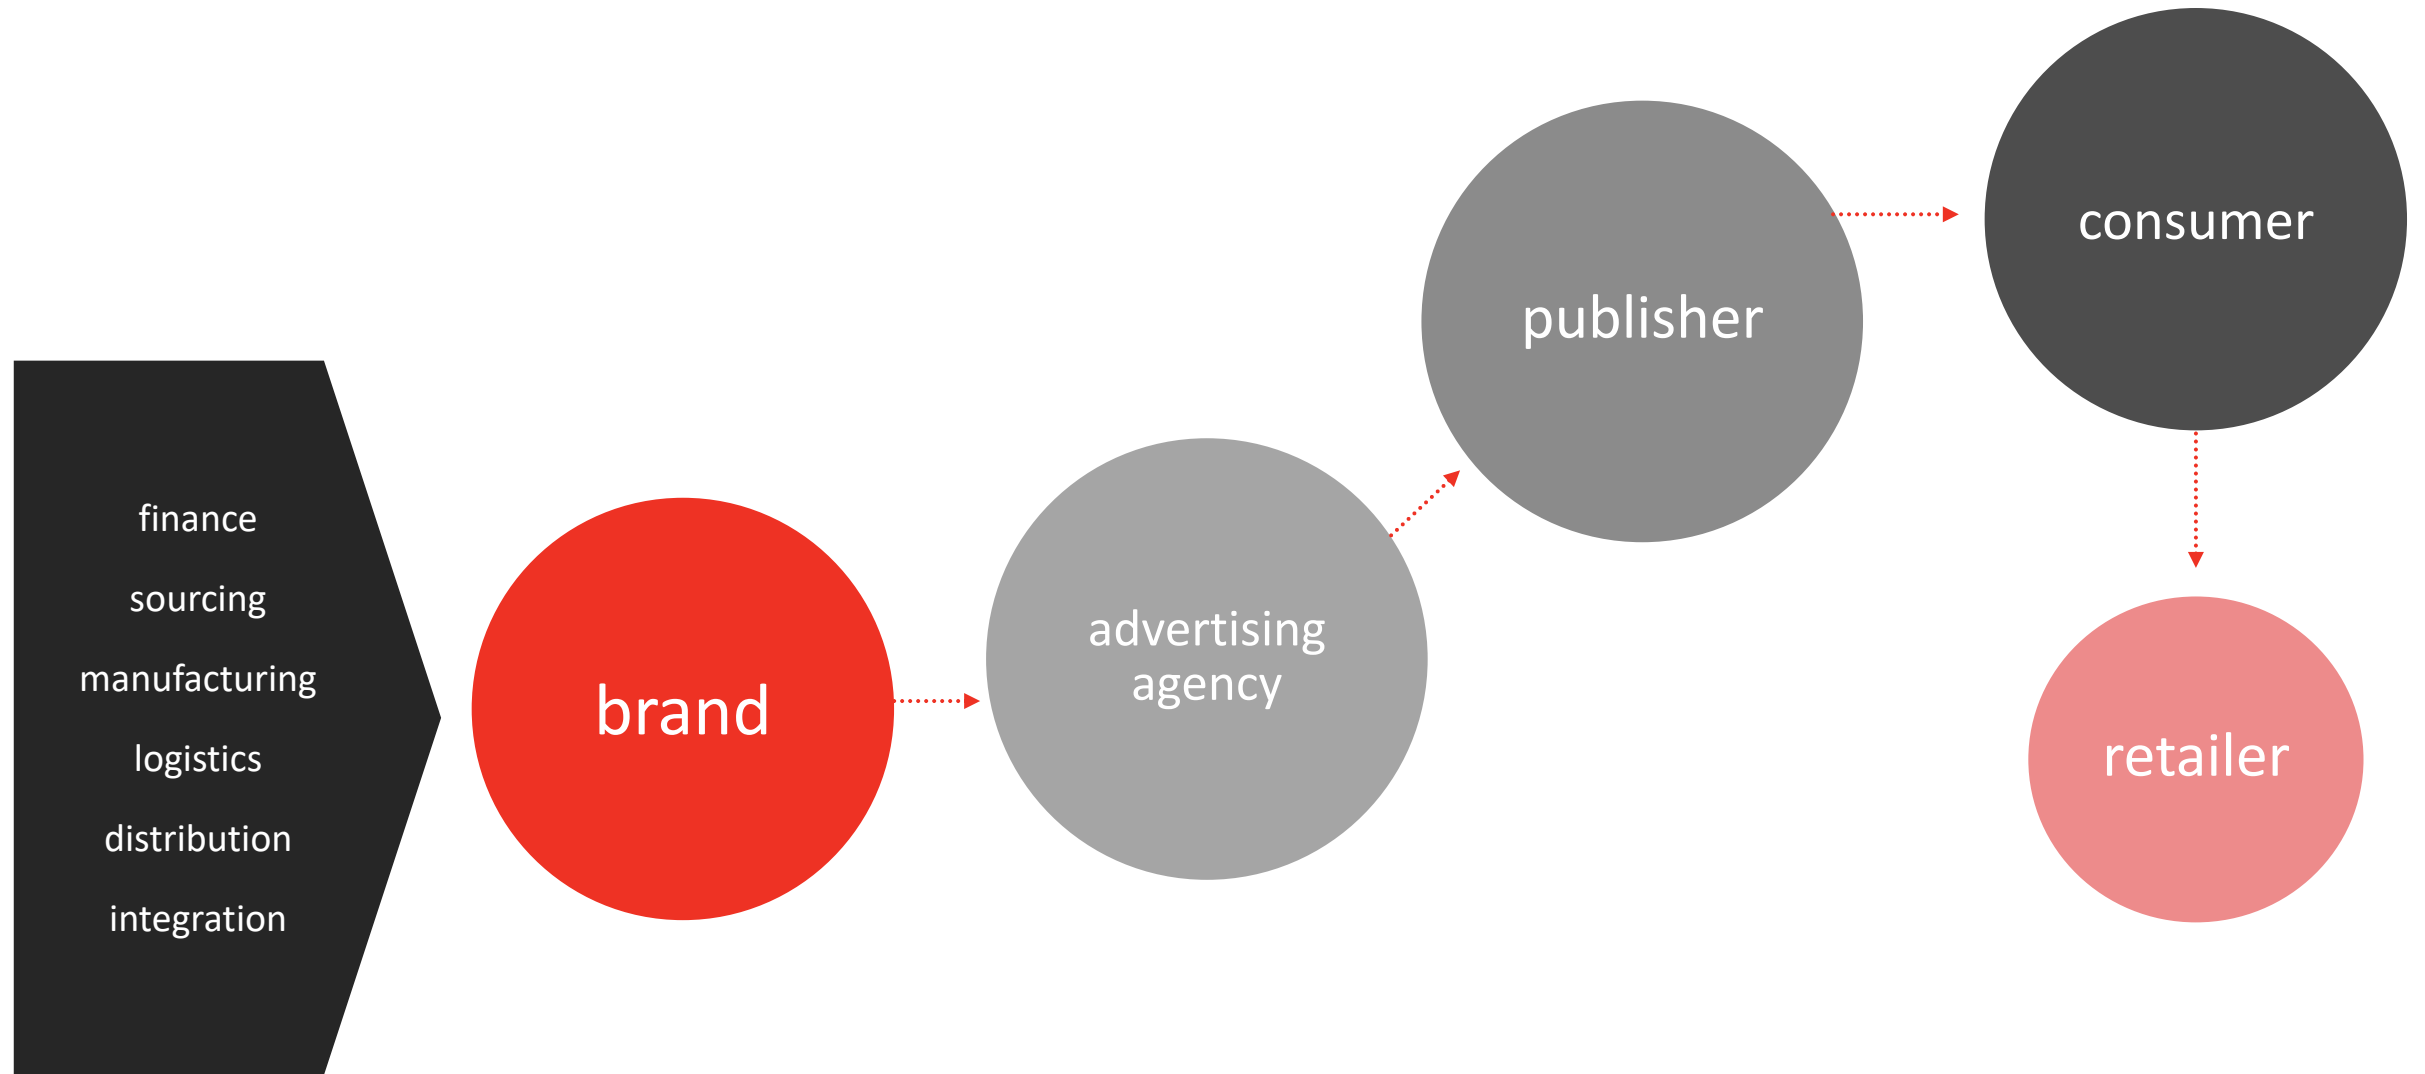 finance
sourcing
manufacturing
logistics
distribution
integration
brand
advertising
agency
publisher
consumer
retailer